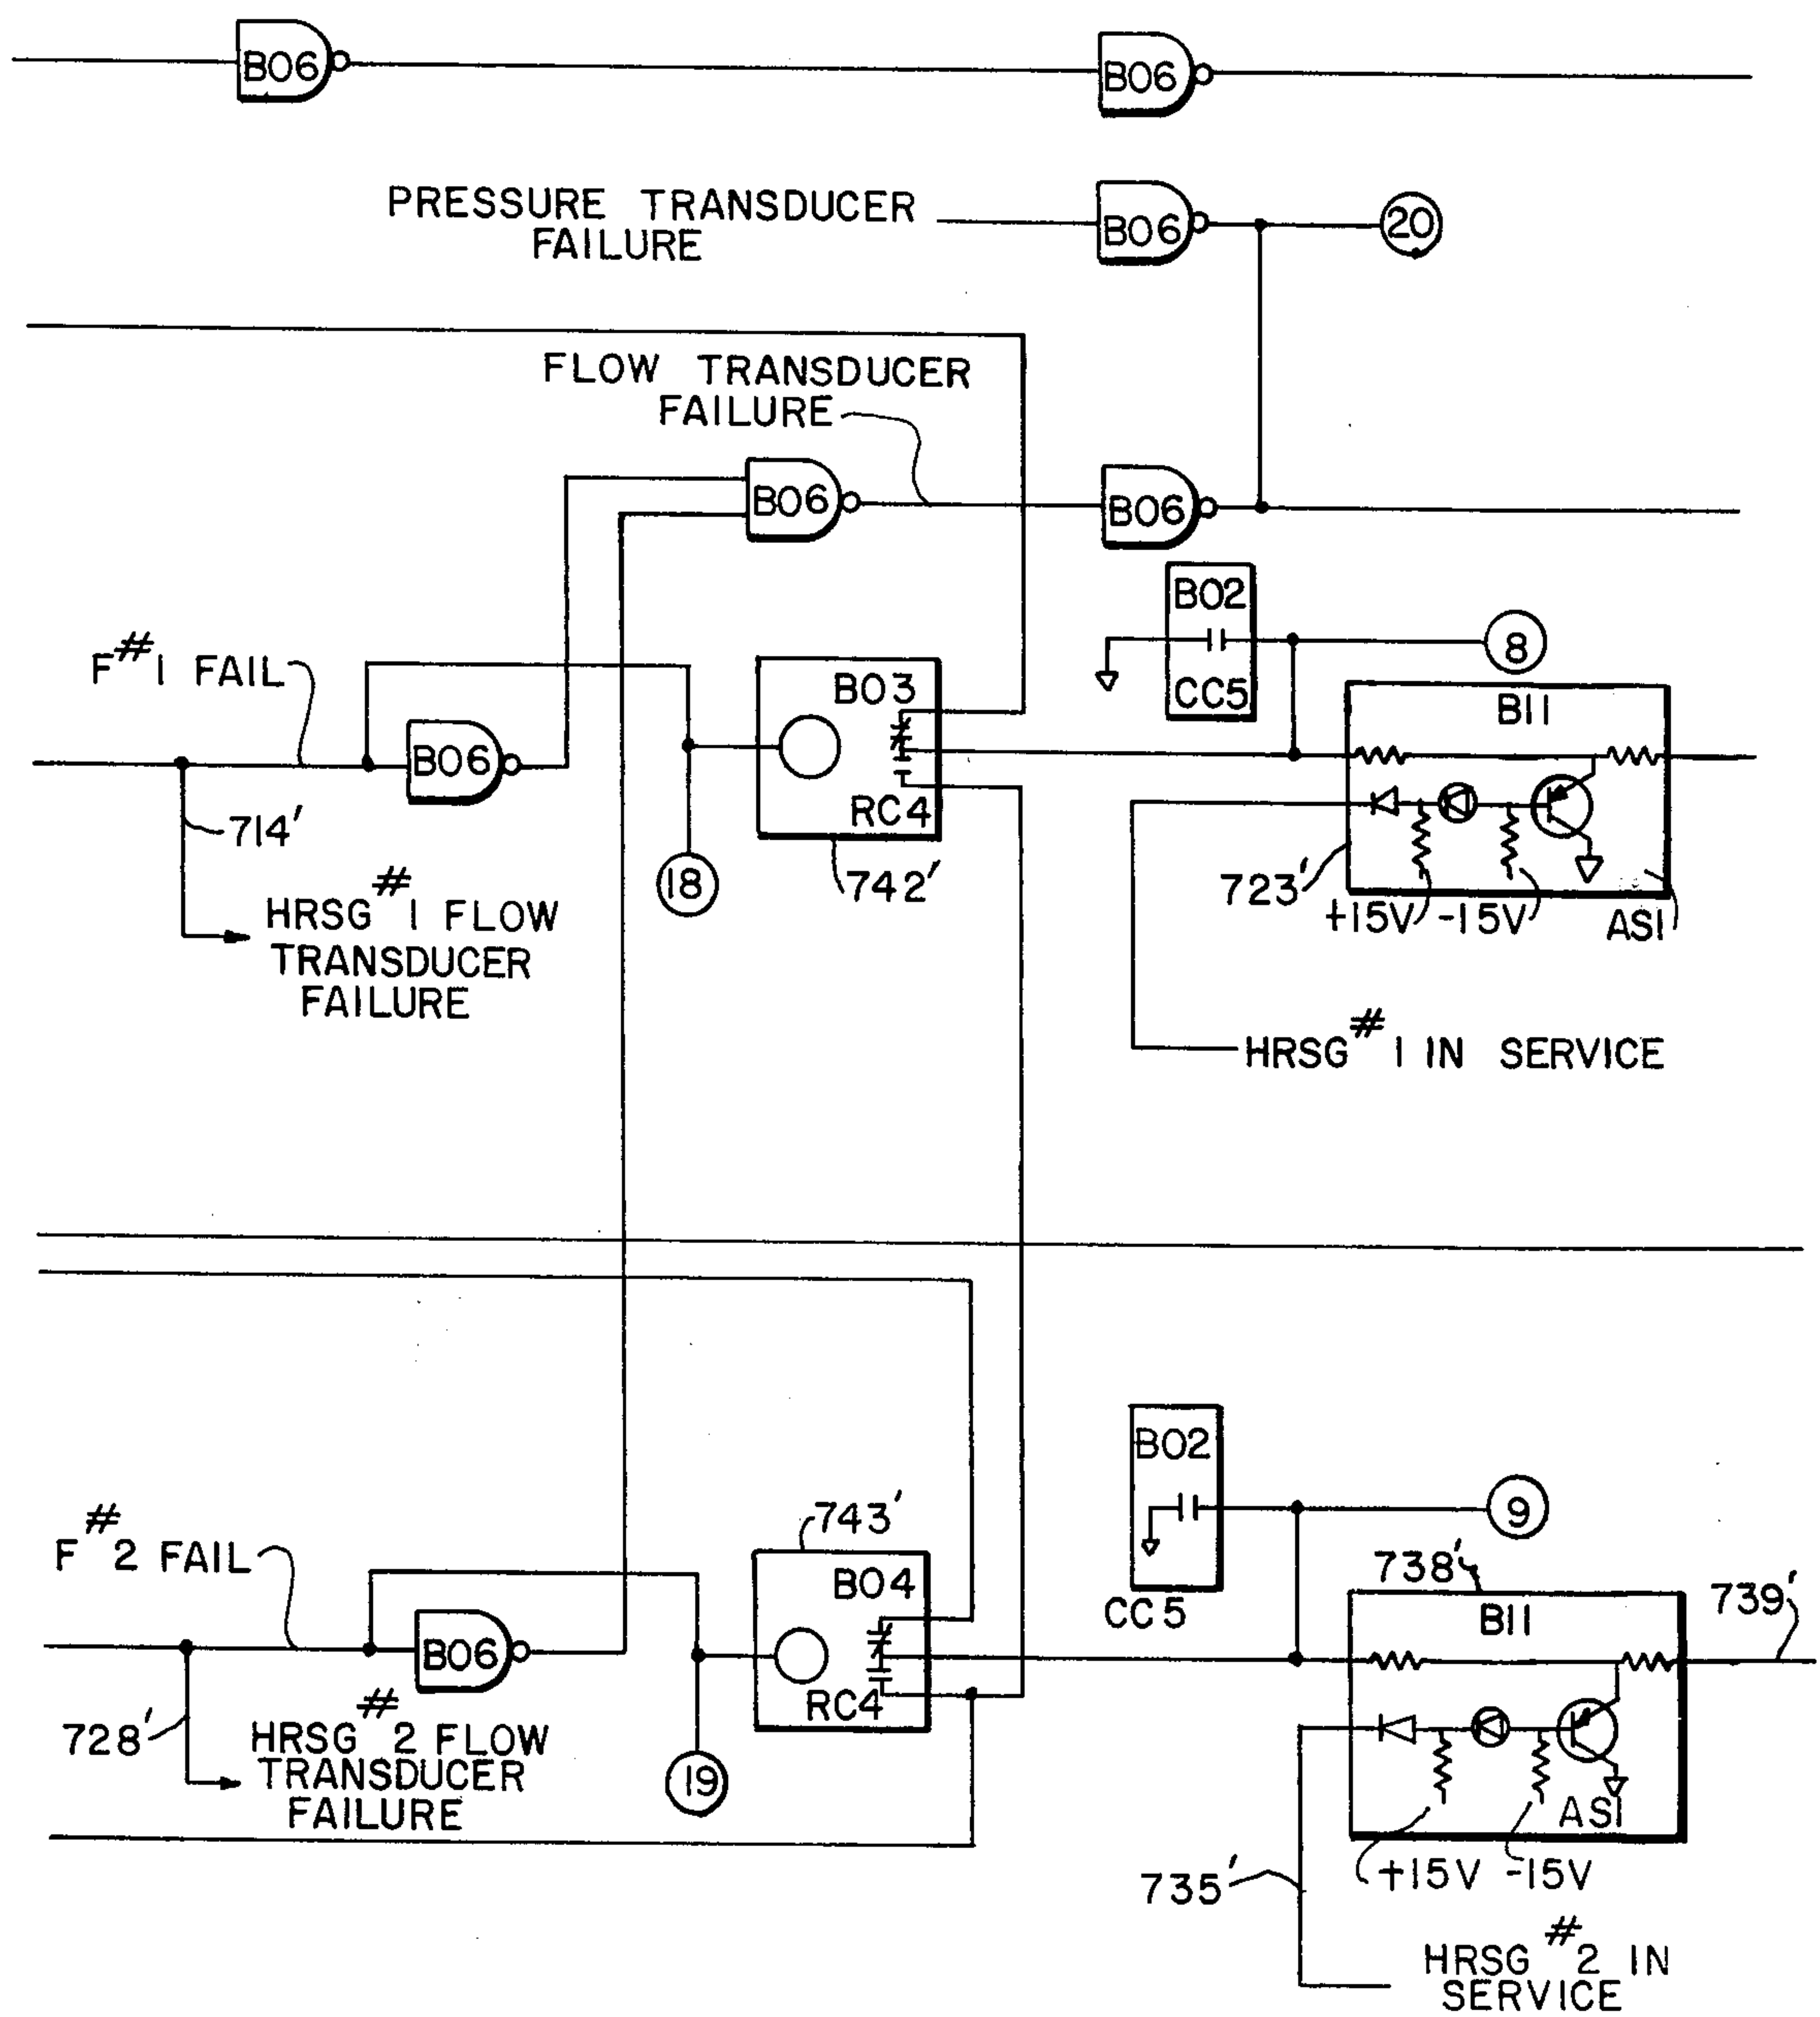 B06
B06
PRESSURE TRANSDUCER
FAILURE
B06
20
FLOW TRANSDUCER
FAILURE
B06
B06
B02
CC5
8
F#1 FAIL
B06
B03
RC4
B11
714'
18
742'
723'
+15V
-15V
AS1
HRSG #1 FLOW
TRANSDUCER
FAILURE
HRSG #1 IN SERVICE
B02
CC5
9
F#2 FAIL
B06
743'
B04
RC4
738'
B11
739'
728'
HRSG #2 FLOW
TRANSDUCER
FAILURE
19
AS1
+15V
-15V
735'
HRSG #2 IN
SERVICE